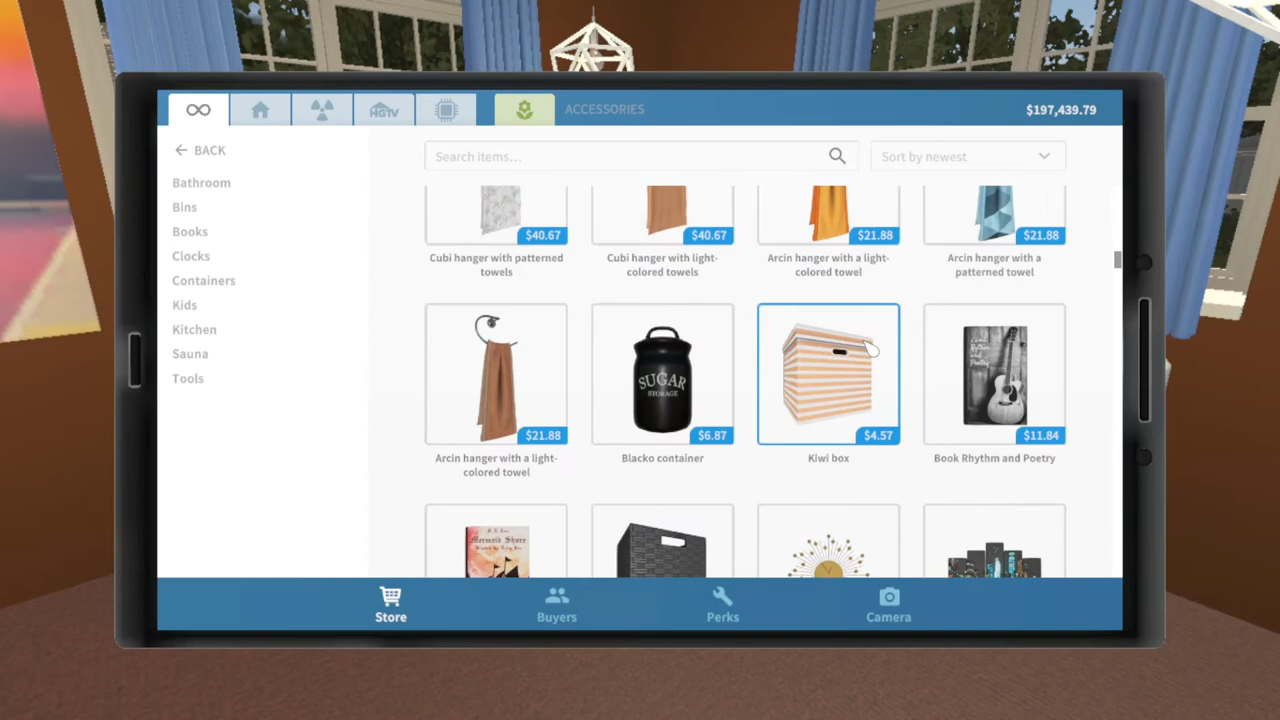 HGTV
ACCESSORIES
$197,439.79
BACK
Search items...
Sort by newest
Bathroom
Bins
Books
Clocks
Containers
Kids
Kitchen
Sauna
Tools
$40.67
$40.67
$21.88
$21.88
Cubi hanger with patterned
towels
Cubi hanger with light-
colored towels
Arcin hanger with a light-
colored towel
Arcin hanger with a
patterned towel
SUGAR
STORAGE
Rhythm
and
Poetry
$21.88
$6.87
$4.57
$11.84
Arcin hanger with a light-
colored towel
Blacko container
Kiwi box
Book Rhythm and Poetry
Mermaid Shore
Store
Buyers
Perks
Camera